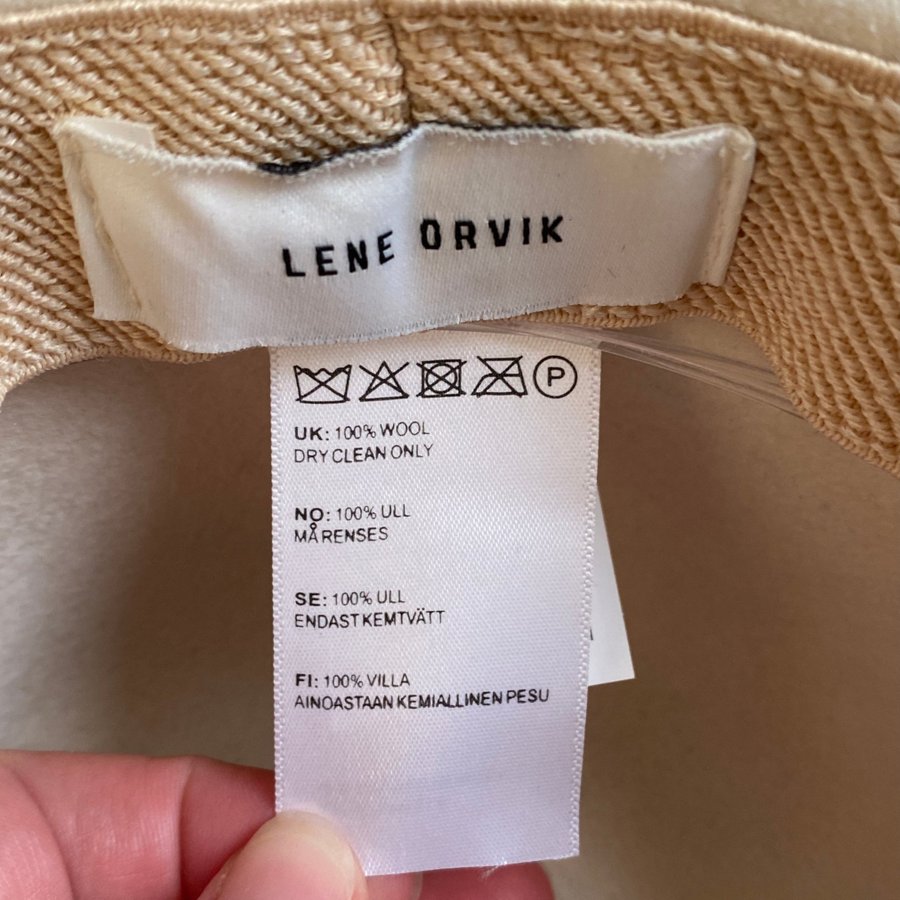 LENE ORVIK
P
UK: 100% WOOL
DRY CLEAN ONLY
NO: 100% ULL
MÅ RENSES
SE: 100% ULL
ENDAST KEMTVÄTT
FI: 100% VILLA
AINOASTAAN KEMIALLINEN PESU